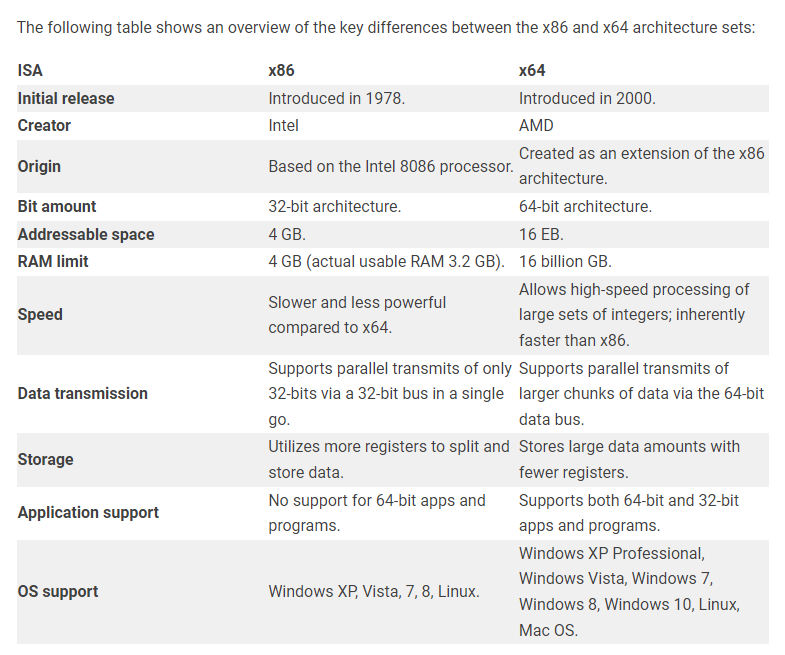 The following table shows an overview of the key differences between the x86 and x64 architecture sets:
ISA x86 x64
Initial release Introduced in 1978. Introduced in 2000.
Creator Intel AMD
Origin Based on the Intel 8086 processor. Created as an extension of the x86
architecture.
Bit amount 32-bit architecture. 64-bit architecture.
Addressable space 4 GB. 16 EB.
RAM limit 4 GB (actual usable RAM 3.2 GB). 16 billion GB.
Speed
Slower and less powerful
compared to x64.
Allows high-speed processing of
large sets of integers; inherently
faster than x86.
Data transmission
Supports parallel transmits of only
32-bits via a 32-bit bus in a single
go.
Supports parallel transmits of
larger chunks of data via the 64-bit
data bus.
Storage
Utilizes more registers to split and
store data.
Stores large data amounts with
fewer registers.
Application support
No support for 64-bit apps and
programs.
Supports both 64-bit and 32-bit
apps and programs.
OS support
Windows XP, Vista, 7, 8, Linux.
Windows XP Professional,
Windows Vista, Windows 7,
Windows 8, Windows 10, Linux,
Mac OS.